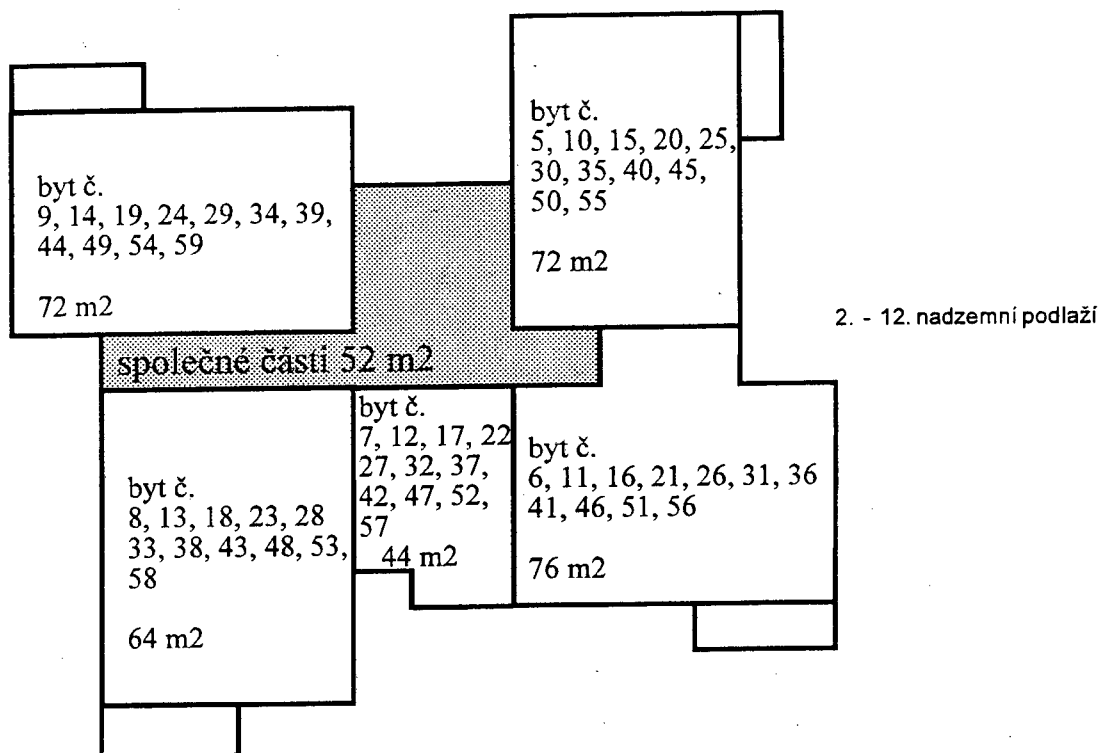 byt č.
5, 10, 15, 20, 25,
30, 35, 40, 45,
50, 55
72 m2
byt č.
9, 14, 19, 24, 29, 34, 39,
44, 49, 54, 59
72 m2
2. - 12. nadzemní podlaží
společné části 52 m2
byt č.
8, 13, 18, 23, 28
33, 38, 43, 48, 53,
58
64 m2
byt č.
7, 12, 17, 22
27, 32, 37,
42, 47, 52,
57
44 m2
byt č.
6, 11, 16, 21, 26, 31, 36
41, 46, 51, 56
76 m2